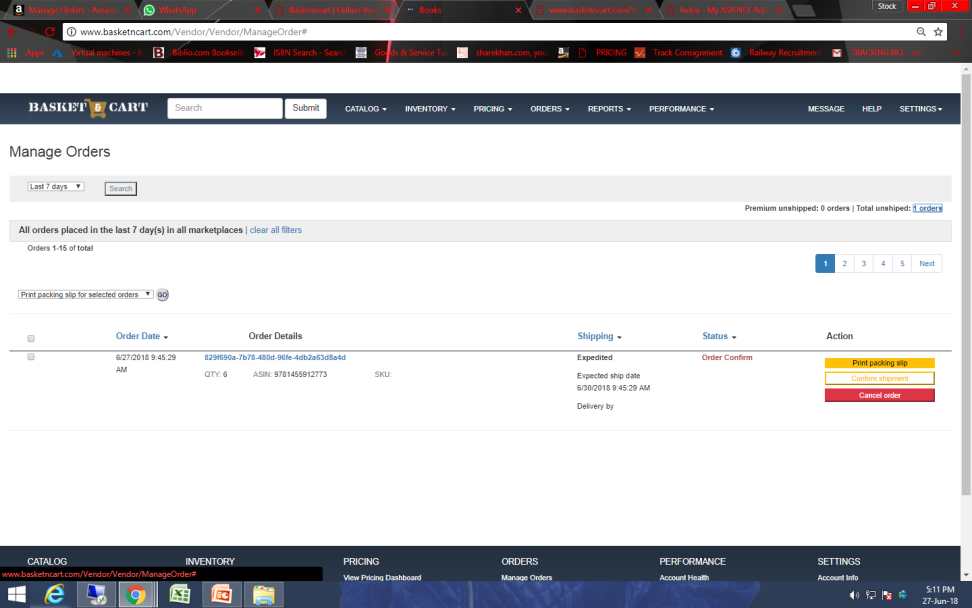 Manage Orders - Amazo
WhatsApp
Basketncart | Online Boo
Books
www.basketncart.com/Ve
Index - My ASP.NET Ap
Stock
www.basketncart.com/Vendor/Vendor/ManageOrder#
Apps
Virtual machines - M
Biblio.com Booksell
ISBN Search - Searc
Goods & Service Ta
sharekhan.com, you
PRICING
Track Consignment
Railway Recruitmen
BASKET & CART
Search
Submit
CATALOG
INVENTORY
PRICING
ORDERS
REPORTS
PERFORMANCE
MESSAGE
HELP
SETTINGS
Manage Orders
Last 7 days
Search
Premium unshipped: 0 orders | Total unshiped: 1 orders
All orders placed in the last 7 day(s) in all marketplaces | clear all filters
Orders 1-15 of total
1 2 3 4 5 Next
Print packing slip for selected orders GO
Order Date Order Details Shipping Status Action
6/27/2018 9:45:29
AM
829f690a-7b78-480d-96fe-4db2a63d8a4d
QTY: 6 ASIN: 9781455912773 SKU:
Expedited
Expected ship date
6/30/2018 9:45:29 AM
Delivery by
Order Confirm
Print packing slip
Confirm shipment
Cancel order
CATALOG INVENTORY PRICING ORDERS PERFORMANCE SETTINGS
www.basketncart.com/Vendor/Vendor/ManageOrder#
View Pricing Dashboard Manage Orders Account Health Account Info
5:11 PM
27-Jun-18